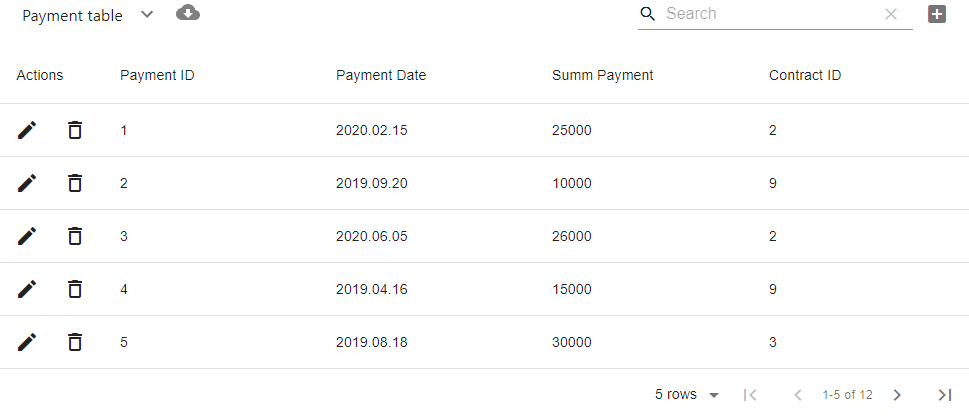 Payment table Search
Actions Payment ID Payment Date Summ Payment Contract ID
1 2020.02.15 25000 2
2 2019.09.20 10000 9
3 2020.06.05 26000 2
4 2019.04.16 15000 9
5 2019.08.18 30000 3
5 rows 1-5 of 12